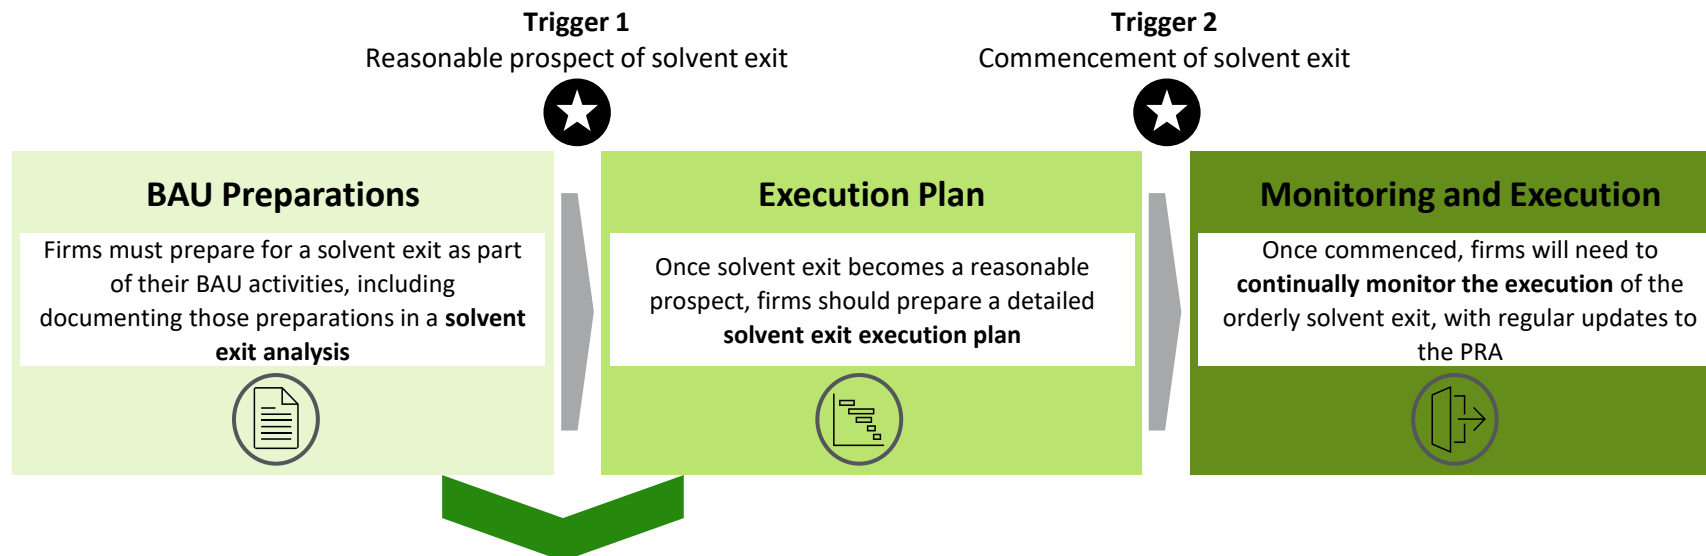 Trigger 1
Reasonable prospect of solvent exit
Trigger 2
Commencement of solvent exit
BAU Preparations
Firms must prepare for a solvent exit as part
of their BAU activities, including
documenting those preparations in a solvent
exit analysis
Execution Plan
Once solvent exit becomes a reasonable
prospect, firms should prepare a detailed
solvent exit execution plan
Monitoring and Execution
Once commenced, firms will need to
continually monitor the execution of the
orderly solvent exit, with regular updates to
the PRA